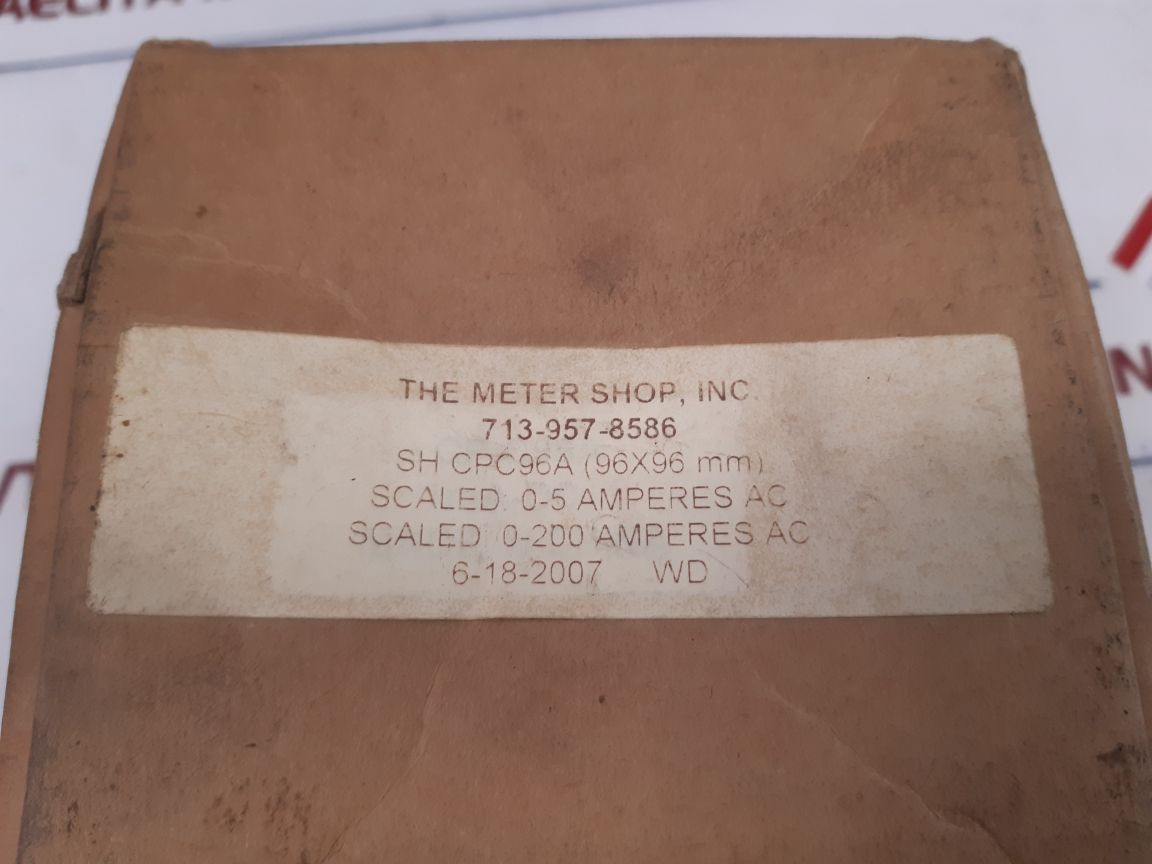 THE METER SHOP, INC.
713-957-8586
SH CPC96A (96X96 mm)
SCALED: 0-5 AMPERES AC
SCALED: 0-200 AMPERES AC
6-18-2007 WD